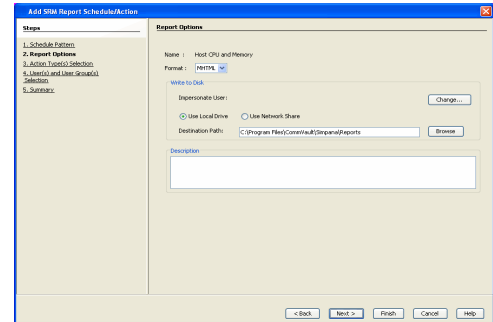 Add SRM Report Schedule/Action
Steps
1. Schedule Pattern
2. Report Options
3. Action Type(s) Selection
4. User(s) and User Group(s)
Selection
5. Summary
Report Options
Name : Host CPU and Memory
Format : MHTML
Write to Disk
Impersonate User:
Change...
Use Local Drive Use Network Share
Destination Path: C:\Program Files\CommVault\Simpana\Reports Browse
Description
< Back Next > Finish Cancel Help